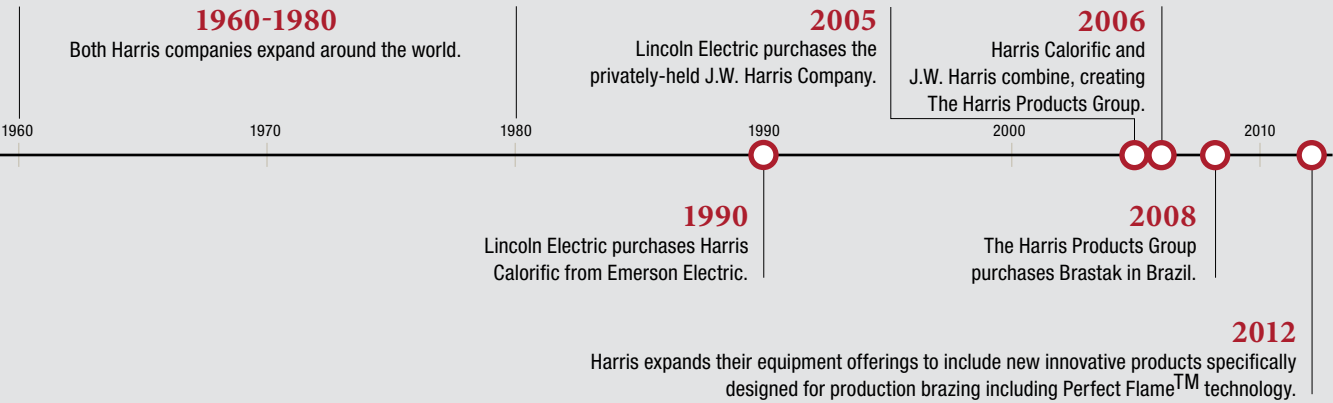 1960-1980
Both Harris companies expand around the world.
2005
Lincoln Electric purchases the
privately-held J.W. Harris Company.
2006
Harris Calorific and
J.W. Harris combine, creating
The Harris Products Group.
1960
1970
1980
1990
2000
2010
1990
Lincoln Electric purchases Harris
Calorific from Emerson Electric.
2008
The Harris Products Group
purchases Brastak in Brazil.
2012
Harris expands their equipment offerings to include new innovative products specifically
designed for production brazing including Perfect Flame™ technology.